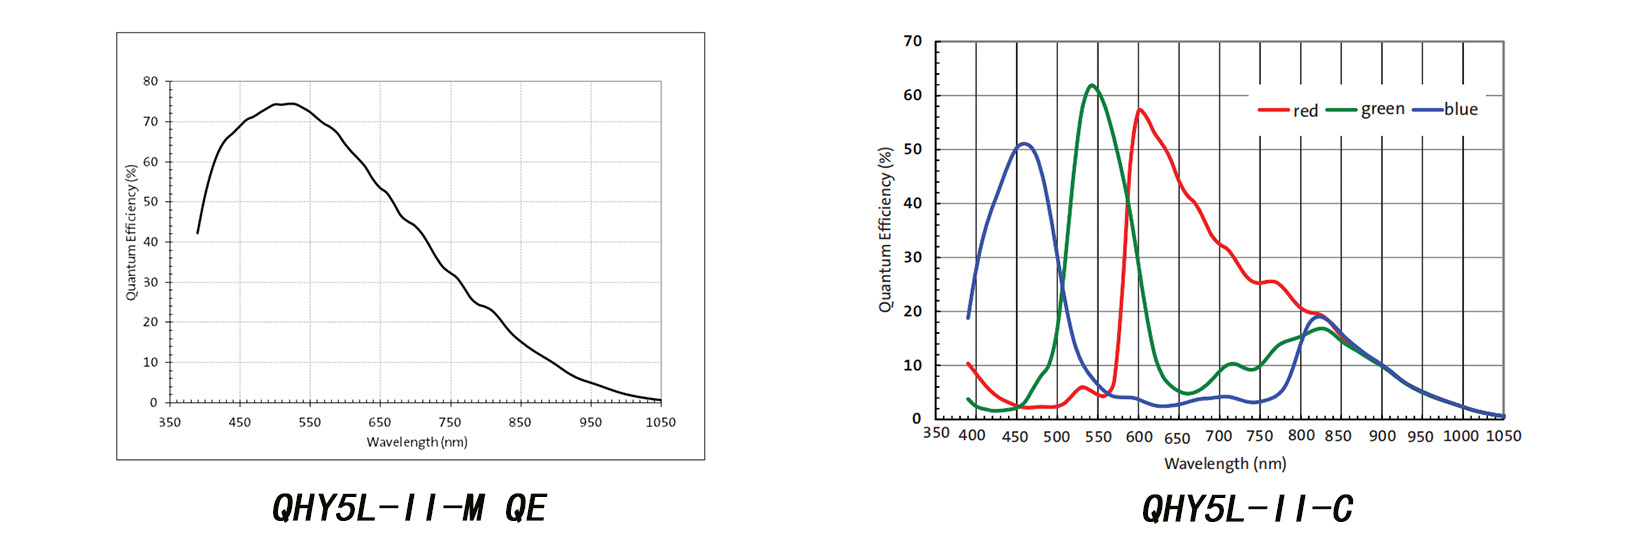 80
70
60
50
40
30
20
10
0
Quantum Efficiency (%)
350 450 550 650 750 850 950 1050
Wavelength (nm)
QHY5L-II-M QE
70
60
50
40
30
20
10
0
Quantum Efficiency (%)
red green blue
350 400 450 500 550 600 650 700 750 800 850 900 950 1000 1050
Wavelength (nm)
QHY5L-II-C